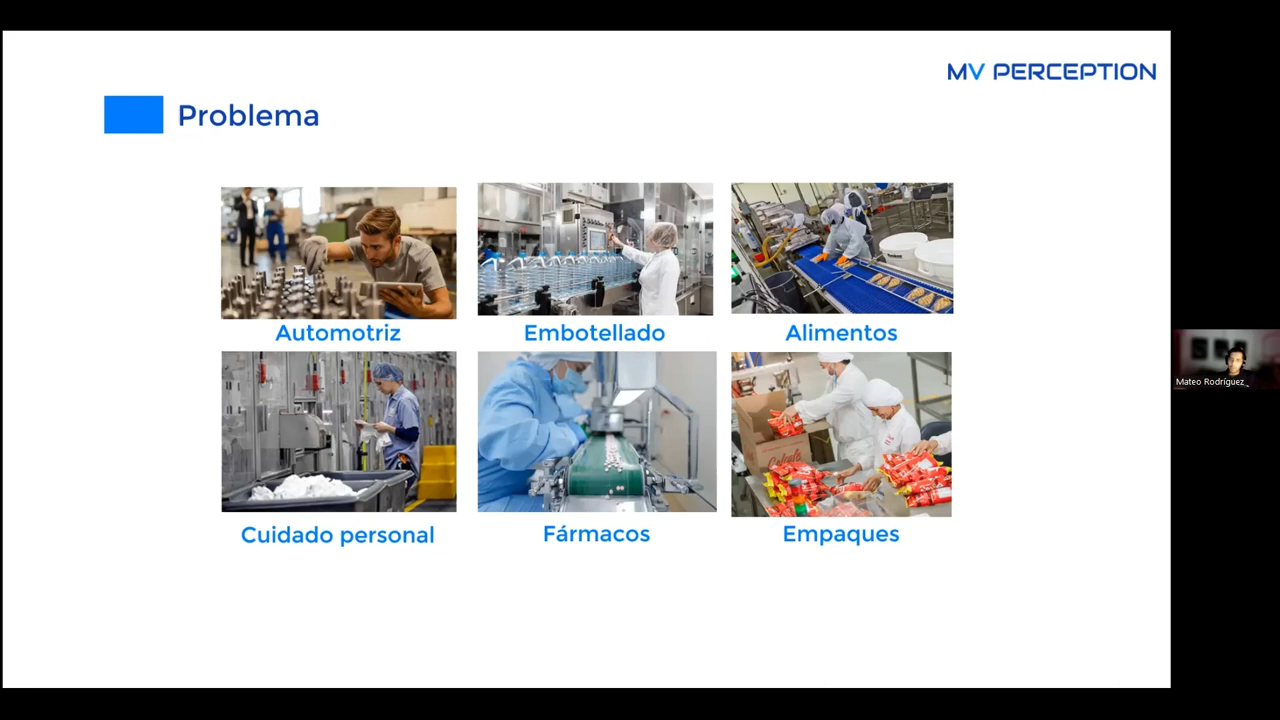 MV PERCEPTION
Problema
Automotriz
Embotellado
Alimentos
Cuidado personal
Fármacos
Empaques
Mateo Rodríguez